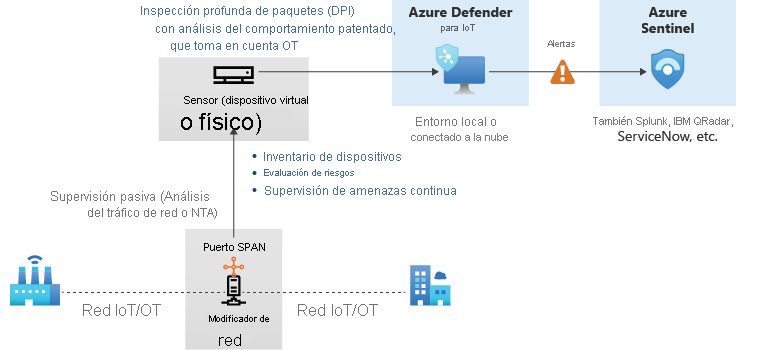 Inspección profunda de paquetes (DPI)
con análisis del comportamiento patentado,
que toma en cuenta OT
Azure Defender
para IoT
Alertas
Azure
Sentinel
Sensor (dispositivo virtual
o físico)
Entorno local o
conectado a la nube
También Splunk, IBM QRadar,
ServiceNow, etc.
• Inventario de dispositivos
• Evaluación de riesgos
• Supervisión de amenazas continua
Supervisión pasiva (Análisis
del tráfico de red o NTA)
Puerto SPAN
Red IoT/OT
Modificador de
red
Red IoT/OT